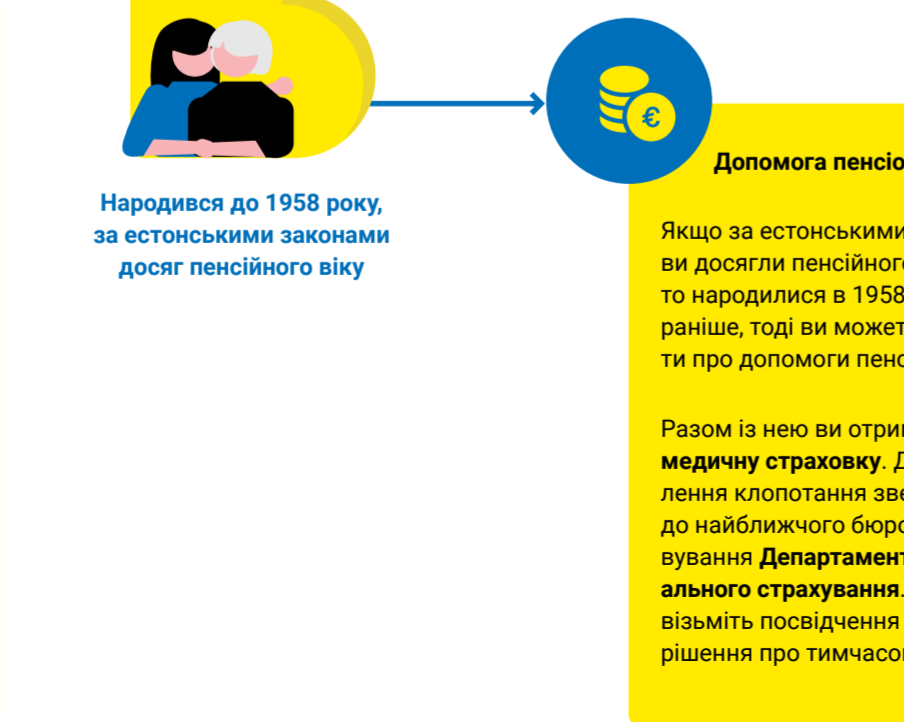 Народився до 1958 року,
за естонськими законами
досяг пенсійного віку
€
Допомога пенсіо
Якщо за естонськими
ви досягли пенсійног
то народилися в 1958
раніше, тоді ви может
ти про допомоги пенс
Разом із нею ви отри
медичну страховку. Д
лення клопотання зве
до найближчого бюро
вування Департамент
ального страхування.
візьміть посвідчення
рішення про тимчасо